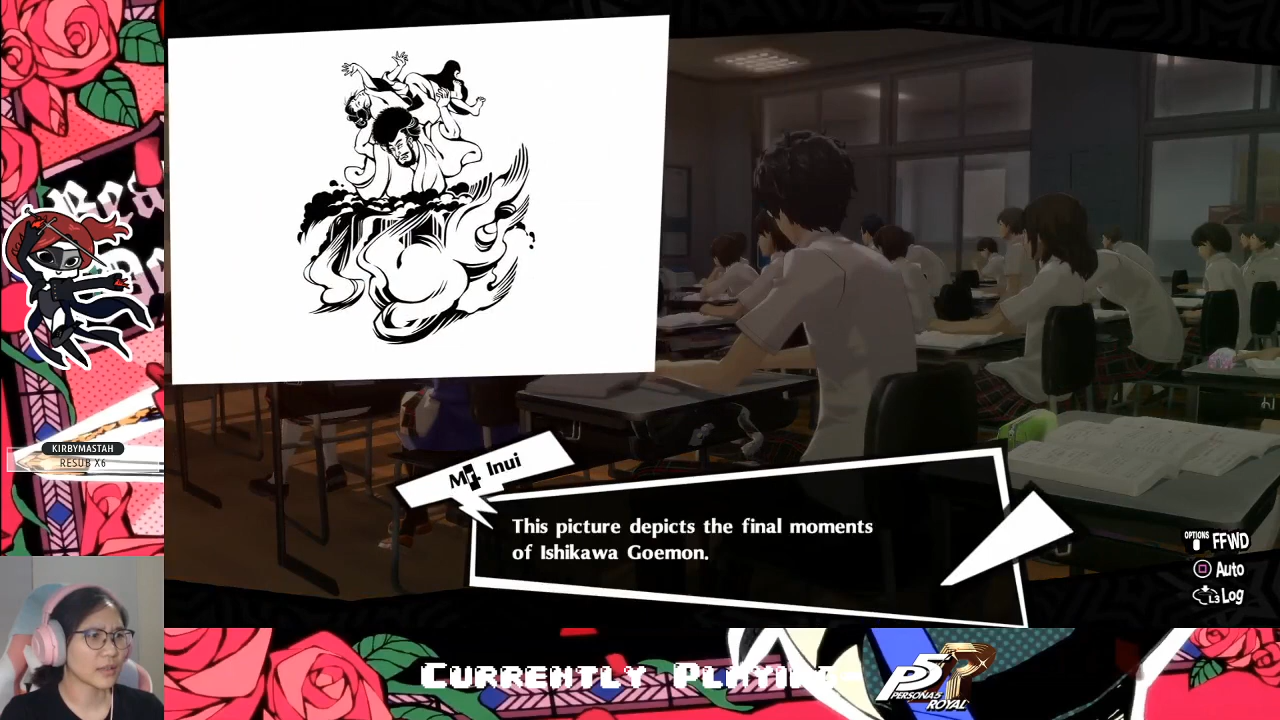 Mr. Inui
This picture depicts the final moments
of Ishikawa Goemon.
OPTIONS FFWD
Auto
L3 Log
KIRBYMASTAH
RESUB X6
CURRENTLY PLAYING-
P5R
PERSONA5
ROYAL